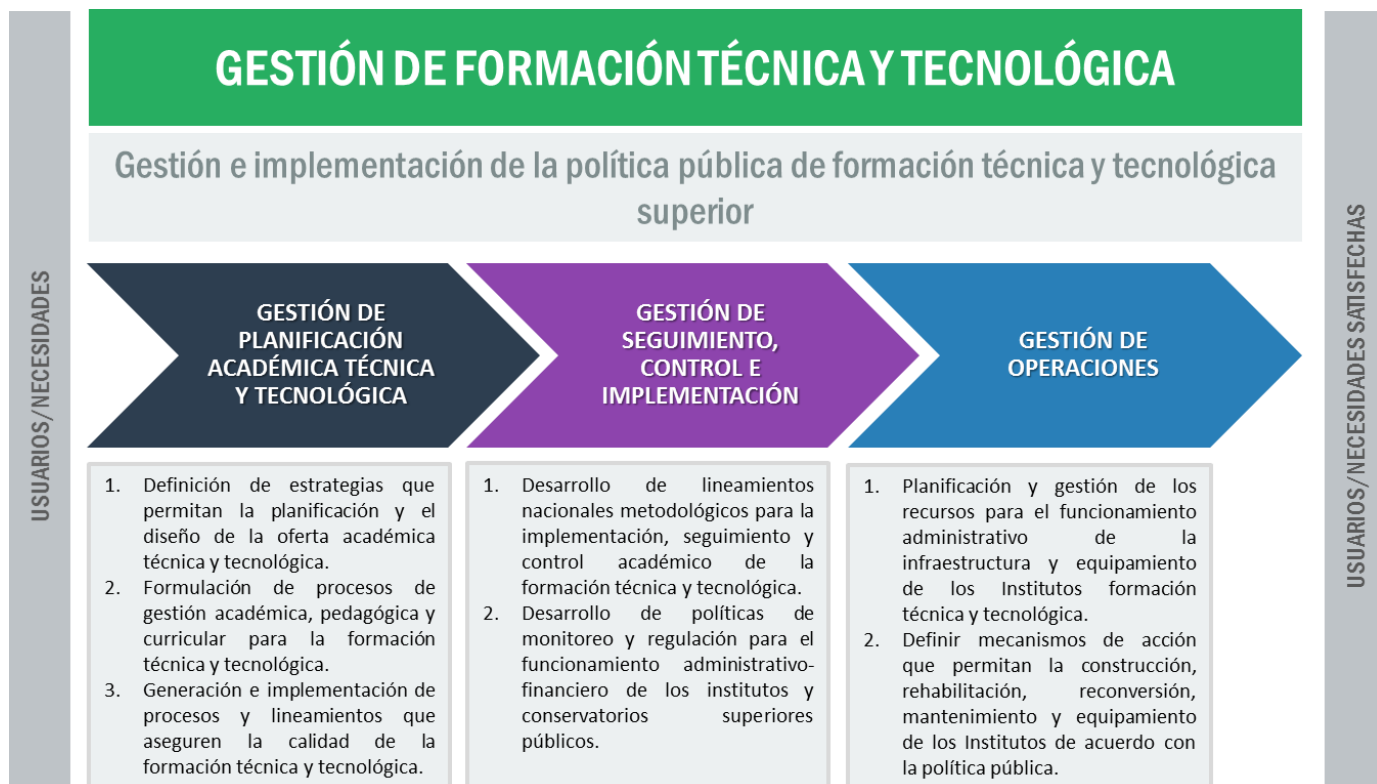 GESTIÓN DE FORMACIÓN TÉCNICA Y TECNOLÓGICA
Gestión e implementación de la política pública de formación técnica y tecnológica
superior
USUARIOS/NECESIDADES
GESTIÓN DE
PLANIFICACIÓN
ACADÉMICA TÉCNICA
Y TECNOLÓGICA
1. Definición de estrategias que
permitan la planificación y el
diseño de la oferta académica
técnica y tecnológica.
2. Formulación de procesos de
gestión académica, pedagógica y
curricular para la formación
técnica y tecnológica.
3. Generación e implementación de
procesos y lineamientos que
aseguren la calidad de la
formación técnica y tecnológica.
GESTIÓN DE
SEGUIMIENTO,
CONTROL E
IMPLEMENTACIÓN
1. Desarrollo de lineamientos
nacionales metodológicos para la
implementación, seguimiento y
control académico de la
formación técnica y tecnológica.
2. Desarrollo de políticas de
monitoreo y regulación para el
funcionamiento administrativo-
financiero de los institutos y
conservatorios superiores
públicos.
GESTIÓN DE
OPERACIONES
1. Planificación y gestión de los
recursos para el funcionamiento
administrativo de la
infraestructura y equipamiento
de los Institutos formación
técnica y tecnológica.
2. Definir mecanismos de acción
que permitan la construcción,
rehabilitación, reconversión,
mantenimiento y equipamiento
de los Institutos de acuerdo con
la política pública.
USUARIOS/NECESIDADES SATISFECHAS